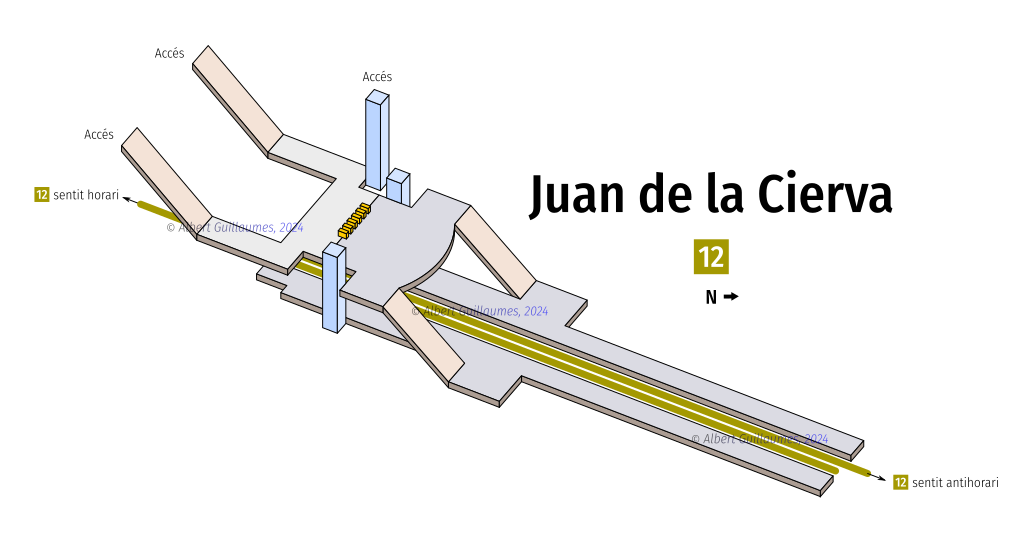 Accés
Accés
Accés
12 sentit horari
Juan de la Cierva
© Albert Guillaumes, 2024
12
N
© Albert Guillaumes, 2024
© Albert Guillaumes, 2024
12 sentit antihorari